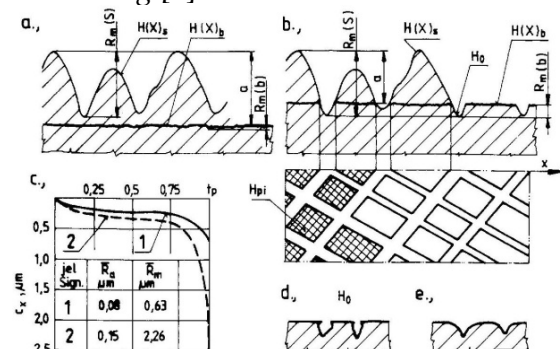 a.,
Rm(S)
H(X)s
H(X)b
a
Rm(b)
b.,
Rm(S)
a
H(X)s
H0
H(X)b
Rm(b)
x
Hpi
c.,
0,25 0,5 0,75 tp
0,5
1,0
1,5
2,0
2,5
cx, μm
2 1
jel Sign. R̄a μm R̄m μm
1 0,08 0,63
2 0,15 2,26
d., H0
e.,